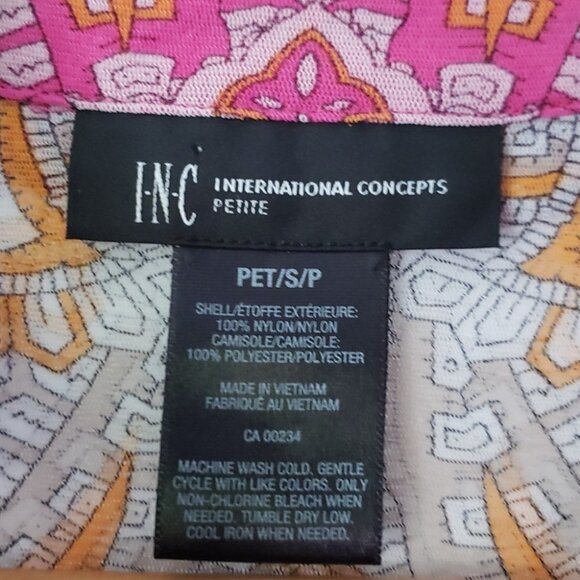 I·N·C INTERNATIONAL CONCEPTS
PETITE
PET/S/P
SHELL/ÉTOFFE EXTÉRIEURE:
100% NYLON/NYLON
CAMISOLE/CAMISOLE:
100% POLYESTER/POLYESTER
MADE IN VIETNAM
FABRIQUÉ AU VIETNAM
CA 00234
MACHINE WASH COLD. GENTLE
CYCLE WITH LIKE COLORS. ONLY
NON-CHLORINE BLEACH WHEN
NEEDED. TUMBLE DRY LOW.
COOL IRON WHEN NEEDED.